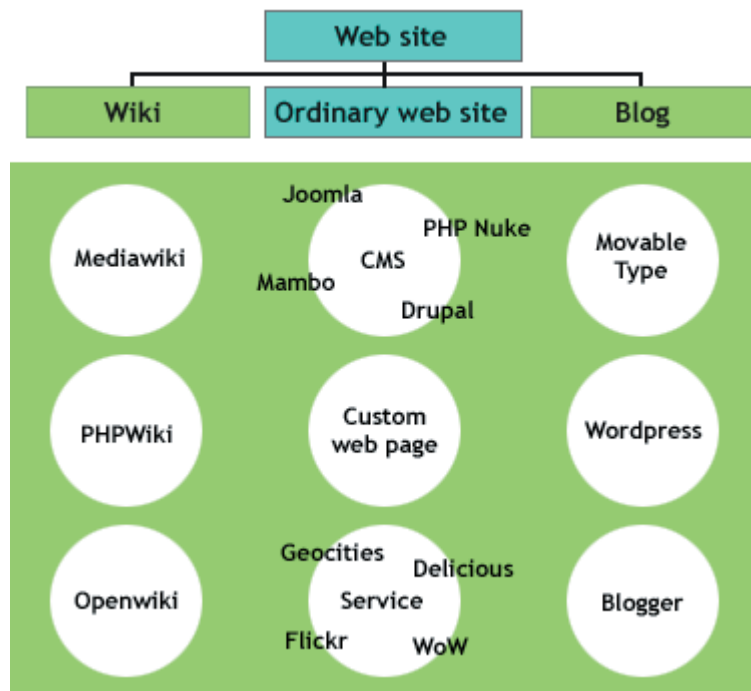 Web site
Wiki
Ordinary web site
Blog
Mediawiki
Joomla
PHP Nuke
CMS
Mambo
Drupal
Movable
Type
PHPWiki
Custom
web page
Wordpress
Openwiki
Geocities
Delicious
Service
Flickr
WoW
Blogger